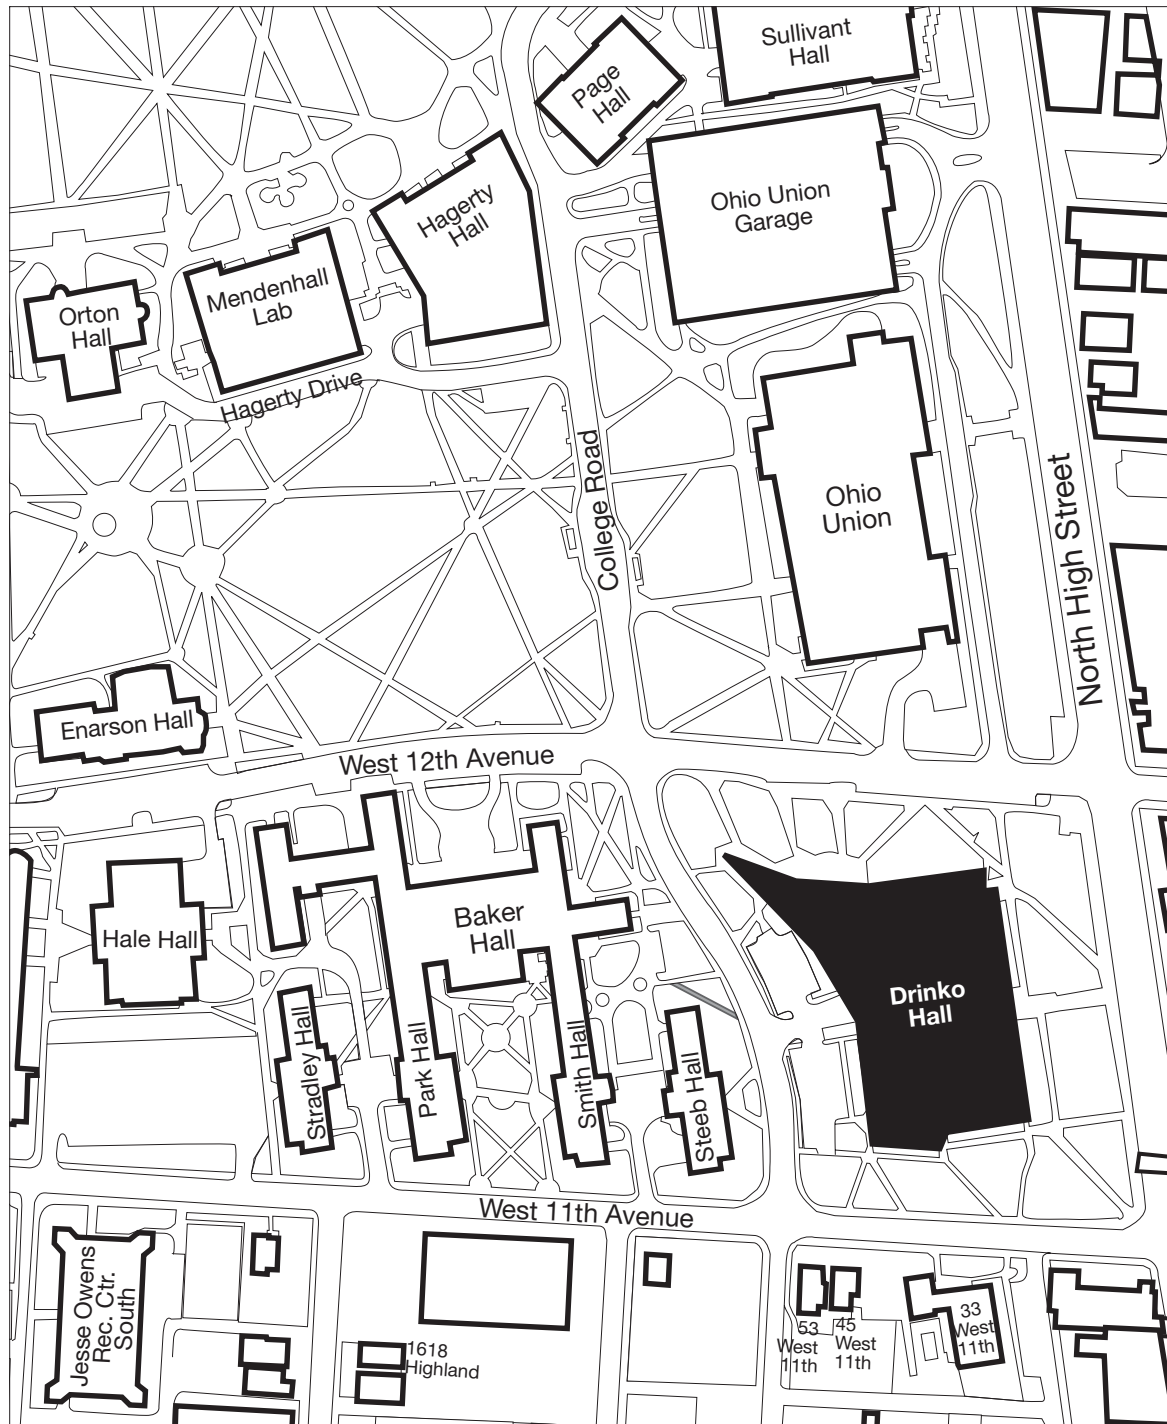 Sullivant
Hall
Page
Hall
Ohio Union
Garage
Hagerty
Hall
Mendenhall
Lab
Orton
Hall
Hagerty Drive
College Road
North High Street
Ohio
Union
Enarson Hall
West 12th Avenue
Baker
Hall
Hale Hall
Drinko
Hall
Stradley Hall
Park Hall
Smith Hall
Steeb Hall
West 11th Avenue
Jesse Owens
Rec. Ctr.
South
1618
Highland
53
West
11th
45
West
11th
33
West
11th